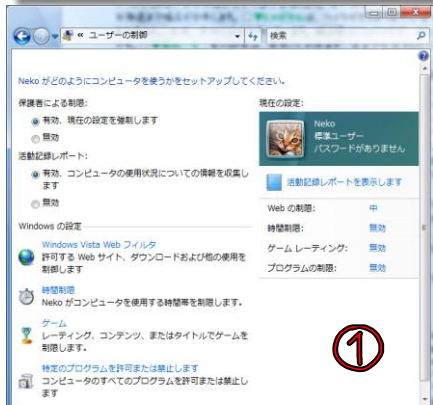 ユーザーの制御
検索
Neko がどのようにコンピュータを使うかをセットアップしてください。
保護者による制限:
有効、現在の設定を強制します
無効
活動記録レポート:
有効、コンピュータの使用状況についての情報を収集し
ます
無効
Windows の設定
Windows Vista Web フィルタ
許可する Web サイト、ダウンロードおよび他の使用を
制御します
時間制限
Neko がコンピュータを使用する時間帯を制限します。
ゲーム
レーティング、コンテンツ、またはタイトルでゲームを
制限します。
特定のプログラムを許可または禁止します
コンピュータのすべてのプログラムを許可または禁止し
ます
現在の設定:
Neko
標準ユーザー
パスワードがありません
活動記録レポートを表示します
Web の制限: 中
時間制限: 無効
ゲーム レーティング: 無効
プログラムの制限: 無効
①